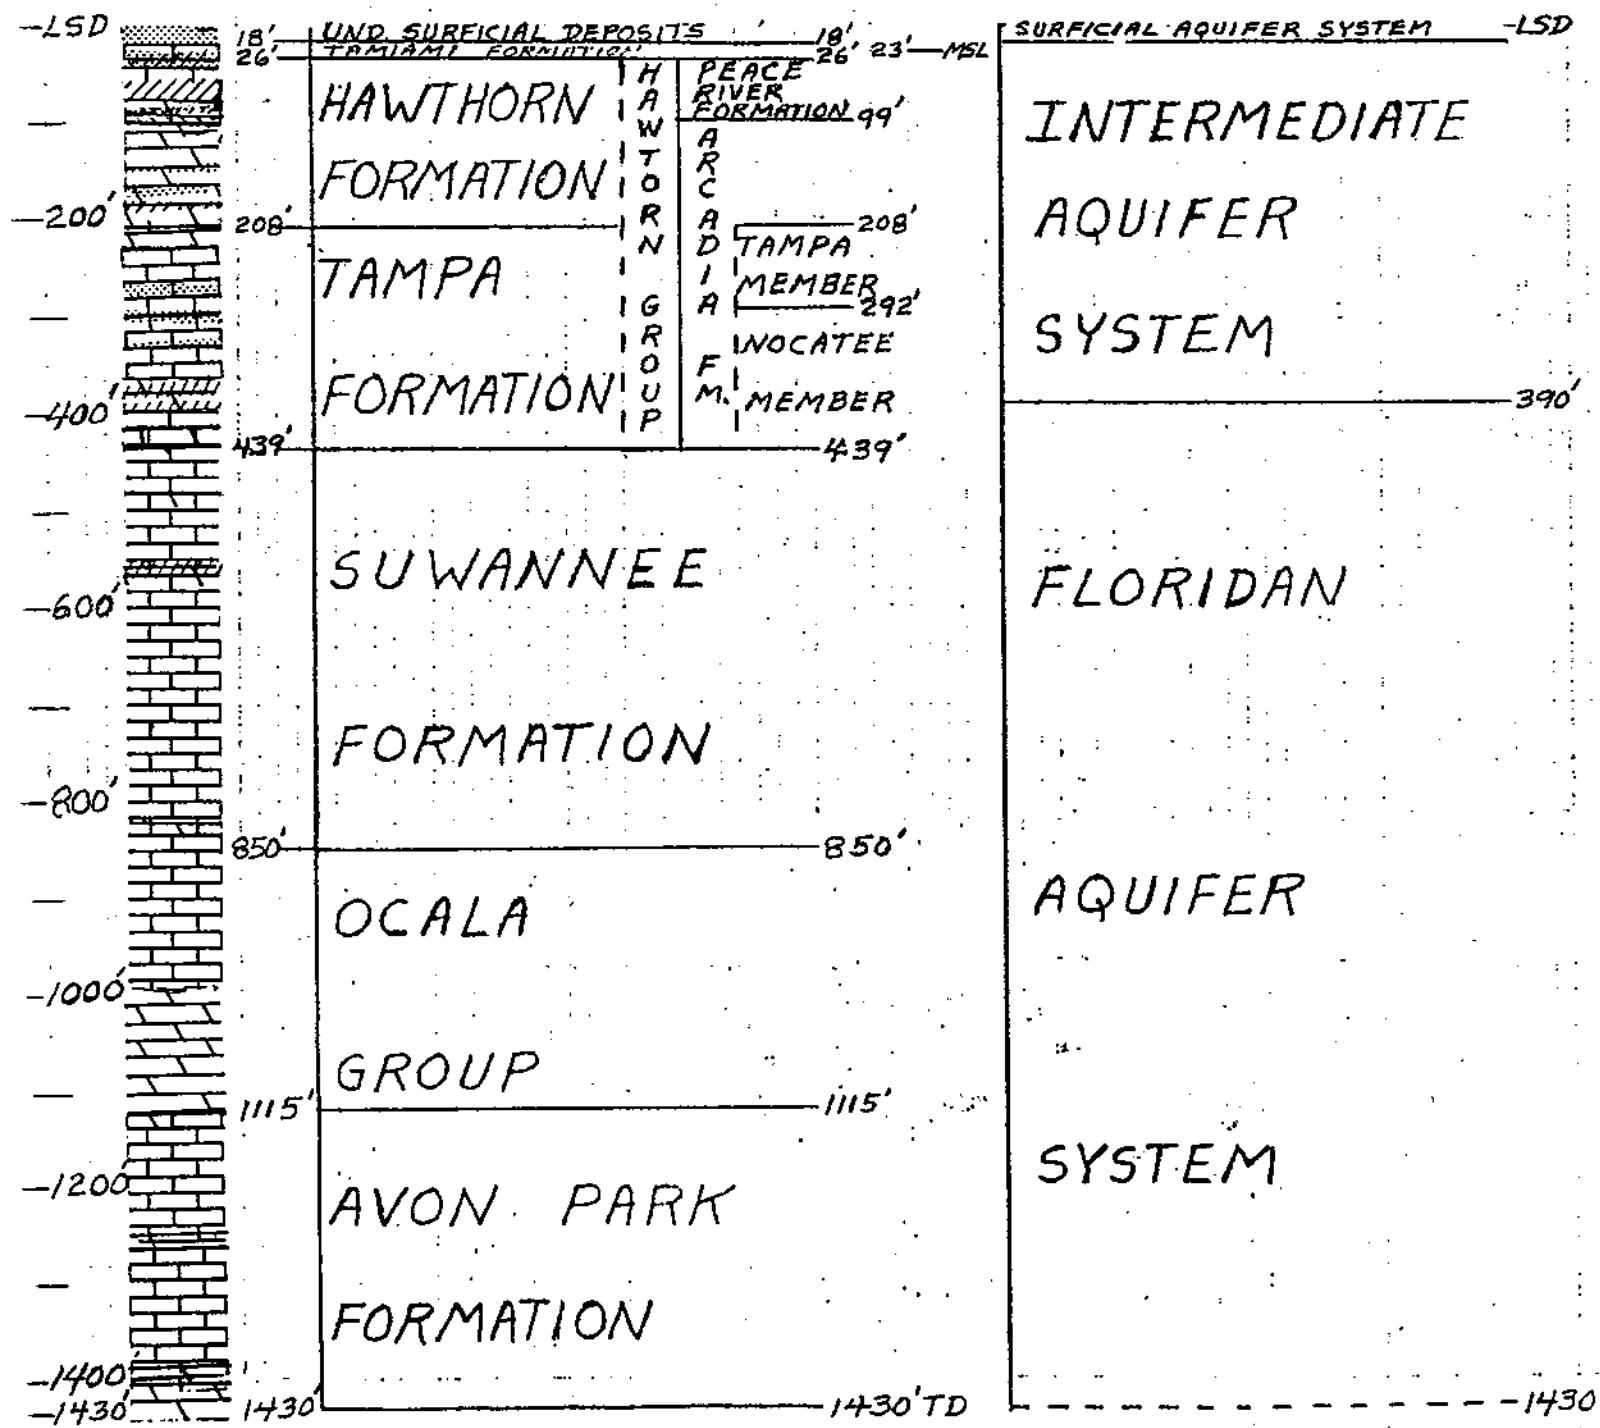 -LSD
-200'
-400'
-600'
-800'
-1000'
-1200'
-1400'
-1430'
18' UND. SURFICIAL DEPOSITS 18'
26' TAMIAMI FORMATION 26' 23' MSL
HAWTHORN
FORMATION
208'
TAMPA
FORMATION
439'
HAWTORN GROUP
PEACE
RIVER
FORMATION 99'
ARCADIA FM.
208'
TAMPA
MEMBER
292'
NOCATEE
MEMBER
439'
SUWANNEE
FORMATION
850' 850'
OCALA
GROUP
1115' 1115'
AVON PARK
FORMATION
1430' 1430' TD
SURFICIAL AQUIFER SYSTEM -LSD
INTERMEDIATE
AQUIFER
SYSTEM
390'
FLORIDAN
AQUIFER
SYSTEM
-1430